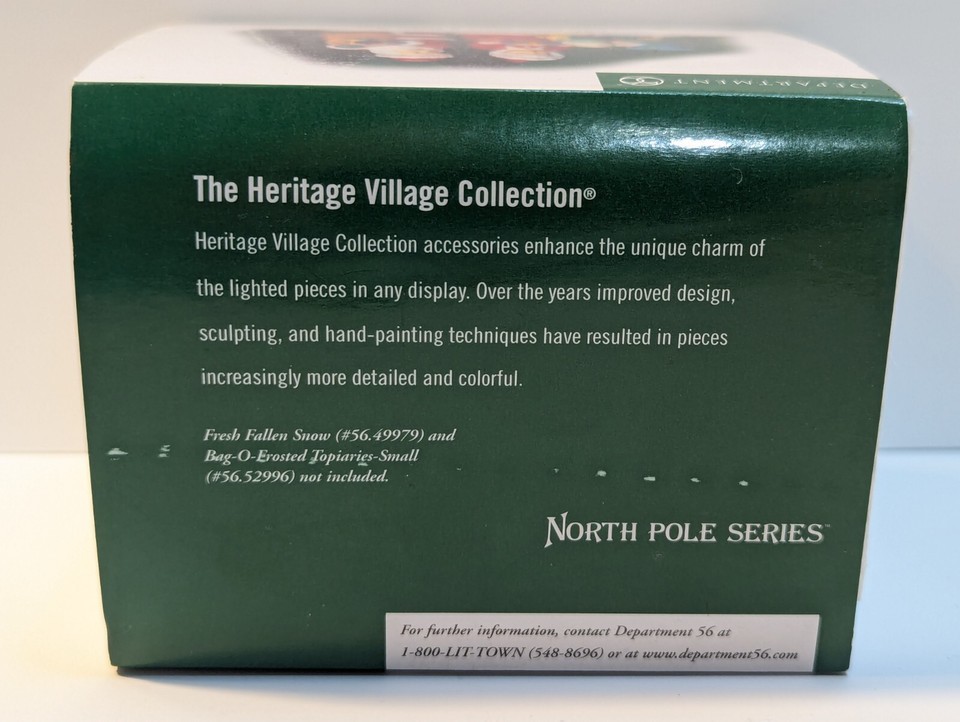 DEPARTMENT 56
The Heritage Village Collection®
Heritage Village Collection accessories enhance the unique charm of
the lighted pieces in any display. Over the years improved design,
sculpting, and hand-painting techniques have resulted in pieces
increasingly more detailed and colorful.
Fresh Fallen Snow (#56.49979) and
Bag-O-Frosted Topiaries-Small
(#56.52996) not included.
NORTH POLE SERIES™
For further information, contact Department 56 at
1-800-LIT-TOWN (548-8696) or at www.department56.com